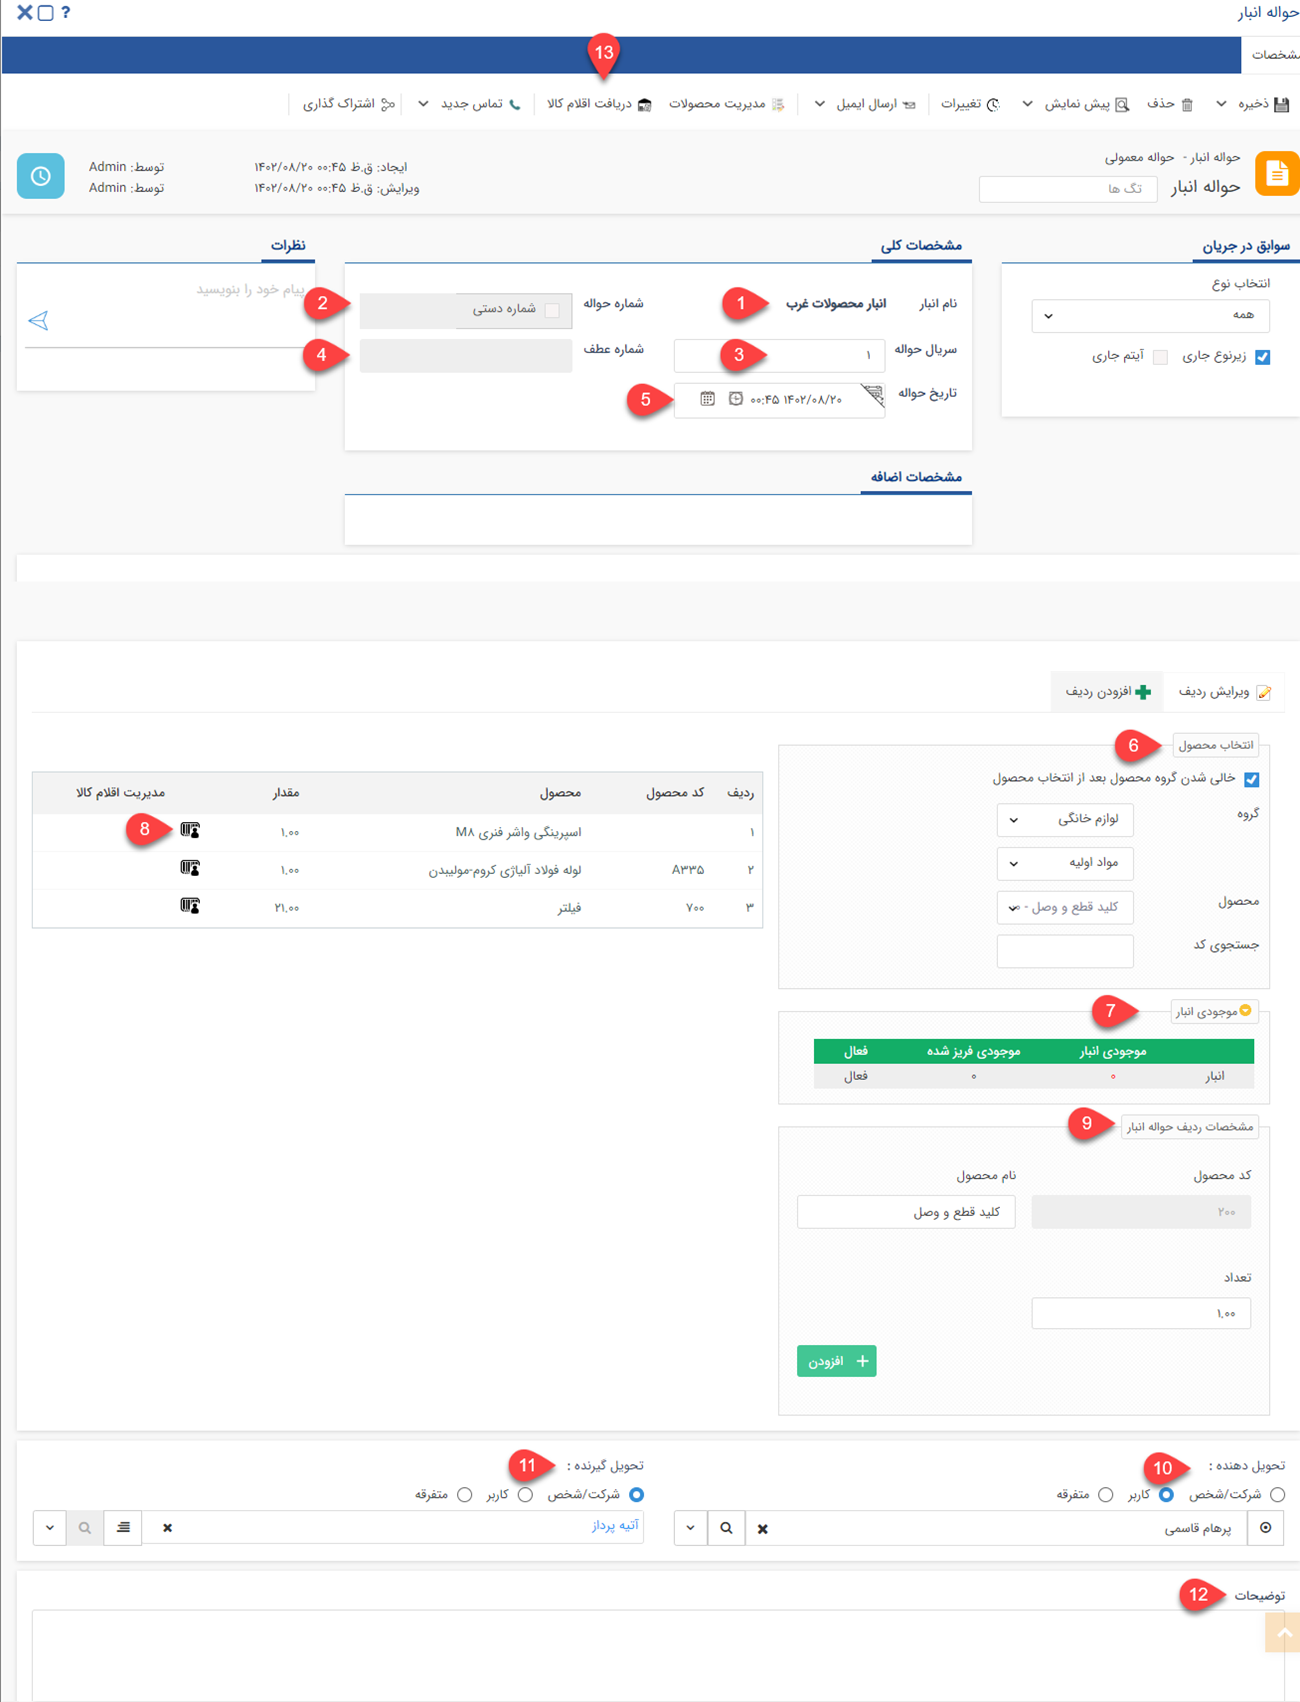 حواله انبار
?
مشخصات
13
ذخیره
حذف
پیش نمایش
تغییرات
ارسال ایمیل
مدیریت محصولات
دریافت اقلام کالا
تماس جدید
اشتراک گذاری
حواله انبار - حواله معمولی
حواله انبار
تگ ها
ایجاد: ق.ظ ۰۰:۴۵ ۱۴۰۲/۰۸/۲۰
توسط: Admin
ویرایش: ق.ظ ۰۰:۴۵ ۱۴۰۲/۰۸/۲۰
توسط: Admin
سوابق در جریان
انتخاب نوع
همه
زیرنوع جاری
آیتم جاری
مشخصات کلی
نام انبار
انبار محصولات غرب
1
شماره حواله
شماره دستی
2
سریال حواله
۱
3
شماره عطف
4
تاریخ حواله
۱۴۰۲/۰۸/۲۰ ۰۰:۴۵
5
نظرات
پیام خود را بنویسید
مشخصات اضافه
ویرایش ردیف
افزودن ردیف
انتخاب محصول
6
خالی شدن گروه محصول بعد از انتخاب محصول
گروه
لوازم خانگی
مواد اولیه
محصول
کلید قطع و وصل -
جستجوی کد
ردیف
کد محصول
محصول
مقدار
مدیریت اقلام کالا
۱
اسپرینگی واشر فنری M۸
۱,۰۰
8
۲
A۳۳۵
لوله فولاد آلیاژی کروم-مولیبدن
۱,۰۰
۳
۷۰۰
فیلتر
۲۱,۰۰
موجودی انبار
7
موجودی انبار
موجودی فریز شده
فعال
انبار
۰
۰
فعال
مشخصات ردیف حواله انبار
9
کد محصول
نام محصول
۲۰۰
کلید قطع و وصل
تعداد
۱,۰۰
افزودن
تحویل دهنده :
10
شرکت/شخص
کاربر
متفرقه
پرهام قاسمی
تحویل گیرنده :
11
شرکت/شخص
کاربر
متفرقه
آتیه پرداز
توضیحات
12